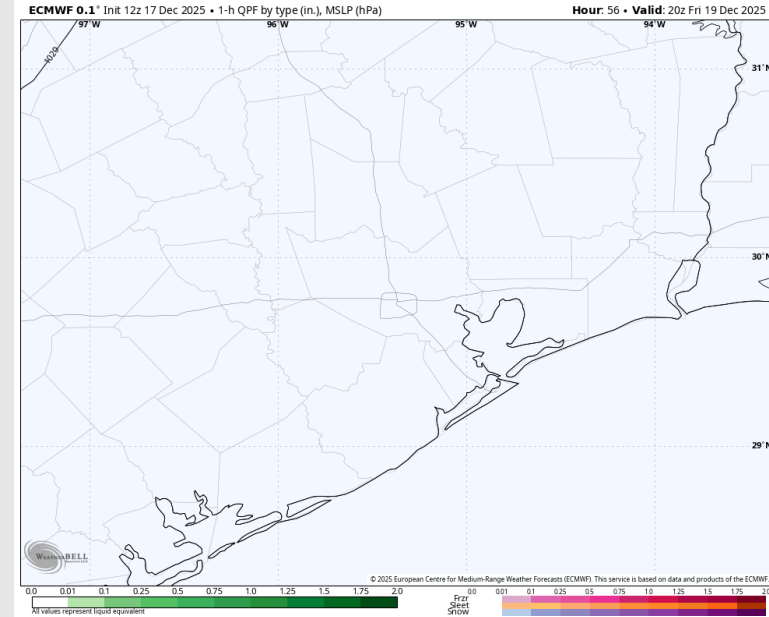 ECMWF 0.1° Init 12z 17 Dec 2025 • 1-h QPF by type (in.), MSLP (hPa)
Hour: 56 • Valid: 20z Fri 19 Dec 2025
97°W 96°W 95°W 94°W
1020
31°N
30°N
29°N
WEATHERBELL
© 2025 European Centre for Medium-Range Weather Forecasts (ECMWF). This service is based on data and products of the ECMWF.
0.0 0.01 0.1 0.25 0.5 0.75 1.0 1.25 1.5 1.75 2.0
All values represent liquid equivalent
0.0 0.01 0.1 0.25 0.5 0.75 1.0 1.25 1.5 1.75 2.0
Frzr
Sleet
Snow